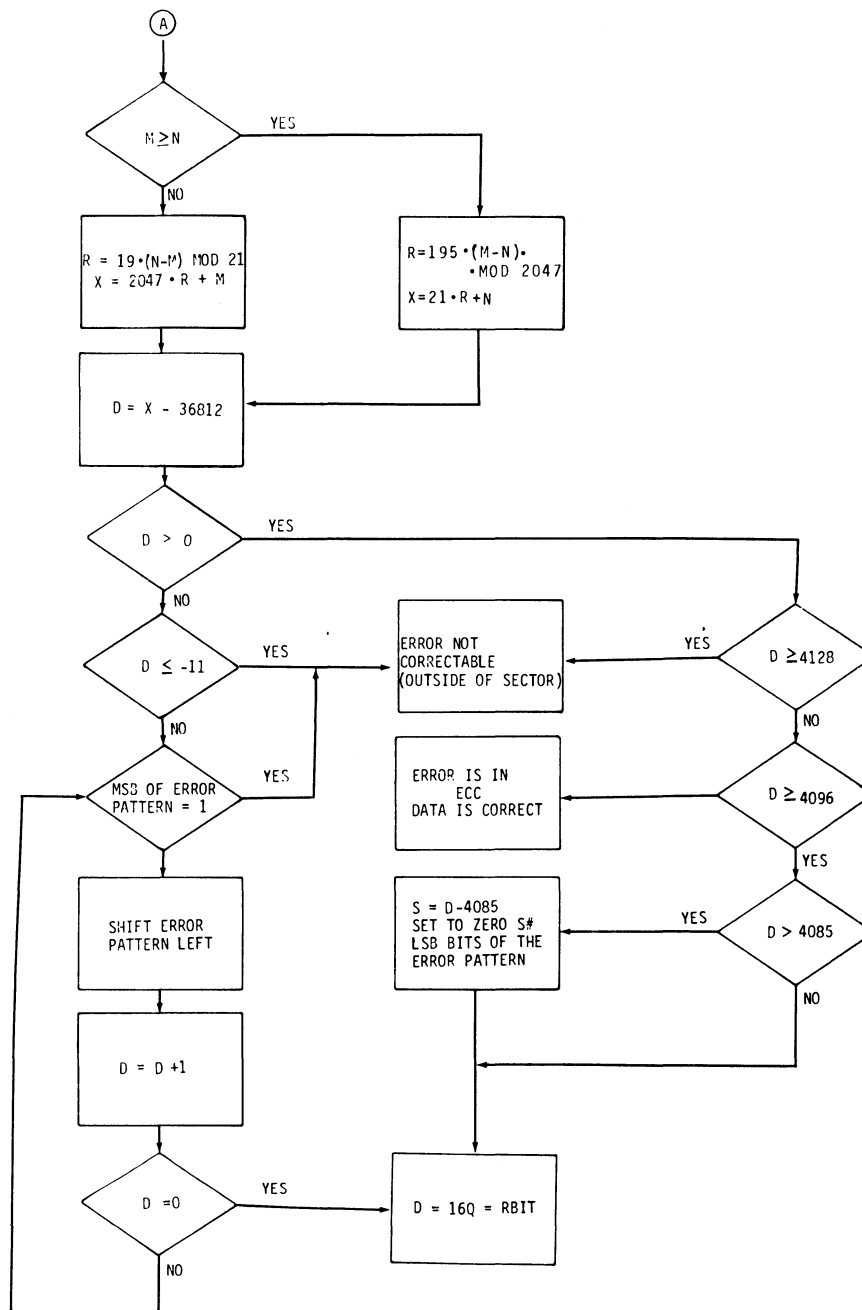 A
M ≥ N
YES
NO
R = 19•(N-M) MOD 21
X = 2047 • R + M
R=195 •(M-N)•
•MOD 2047
X=21•R+N
D = X - 36812
D > 0
YES
NO
D ≤ -11
YES
NO
ERROR NOT
CORRECTABLE
(OUTSIDE OF SECTOR)
YES
D ≥4128
NO
MSB OF ERROR
PATTERN = 1
YES
ERROR IS IN
ECC
DATA IS CORRECT
D ≥ 4096
YES
SHIFT ERROR
PATTERN LEFT
S = D-4085
SET TO ZERO S#
LSB BITS OF THE
ERROR PATTERN
YES
D > 4085
NO
D = D +1
D =0
YES
NO
D = 16Q = RBIT